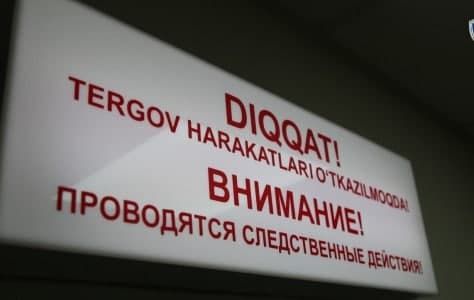 DIQQAT!
TERGOV HARAKATLARI O‘TKAZILMOQDA!
ВНИМАНИЕ!
ПРОВОДЯТСЯ СЛЕДСТВЕННЫЕ ДЕЙСТВИЯ!